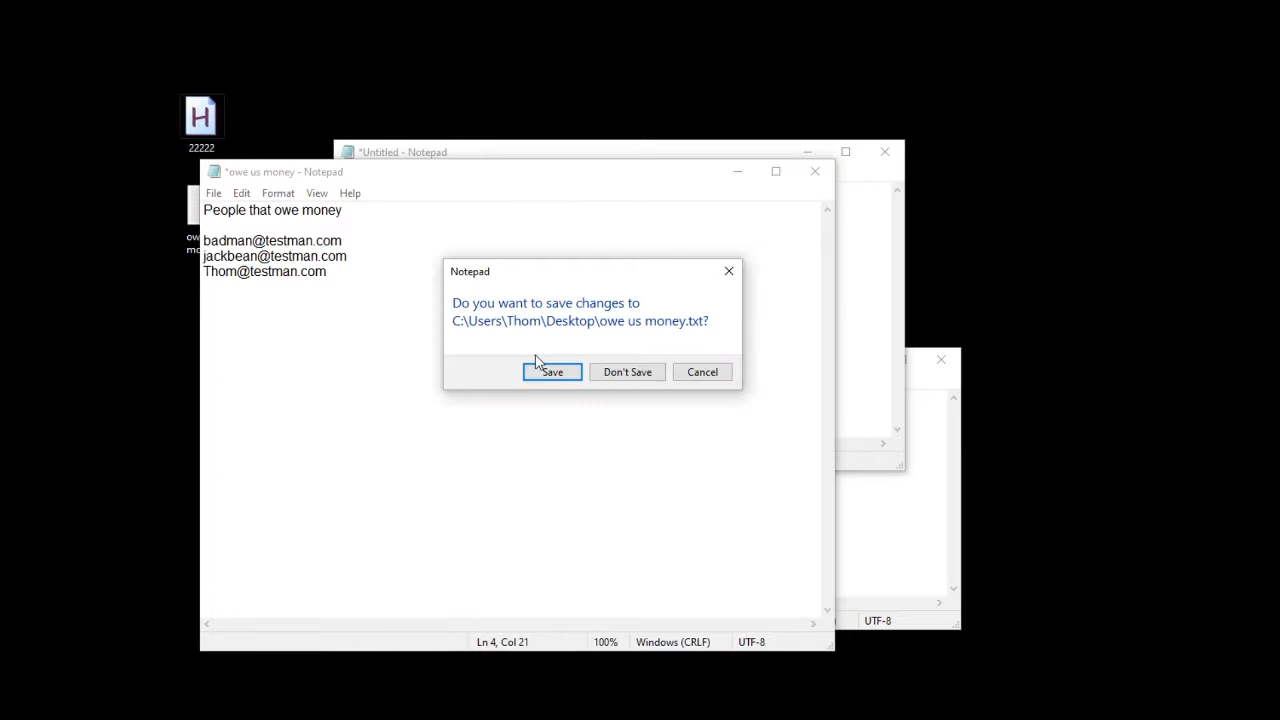 22222
*Untitled - Notepad
*owe us money - Notepad
File Edit Format View Help
People that owe money
badman@testman.com
jackbean@testman.com
Thom@testman.com
Notepad
Do you want to save changes to
C:\Users\Thom\Desktop\owe us money.txt?
Save Don't Save Cancel
UTF-8
Ln 4, Col 21 100% Windows (CRLF) UTF-8